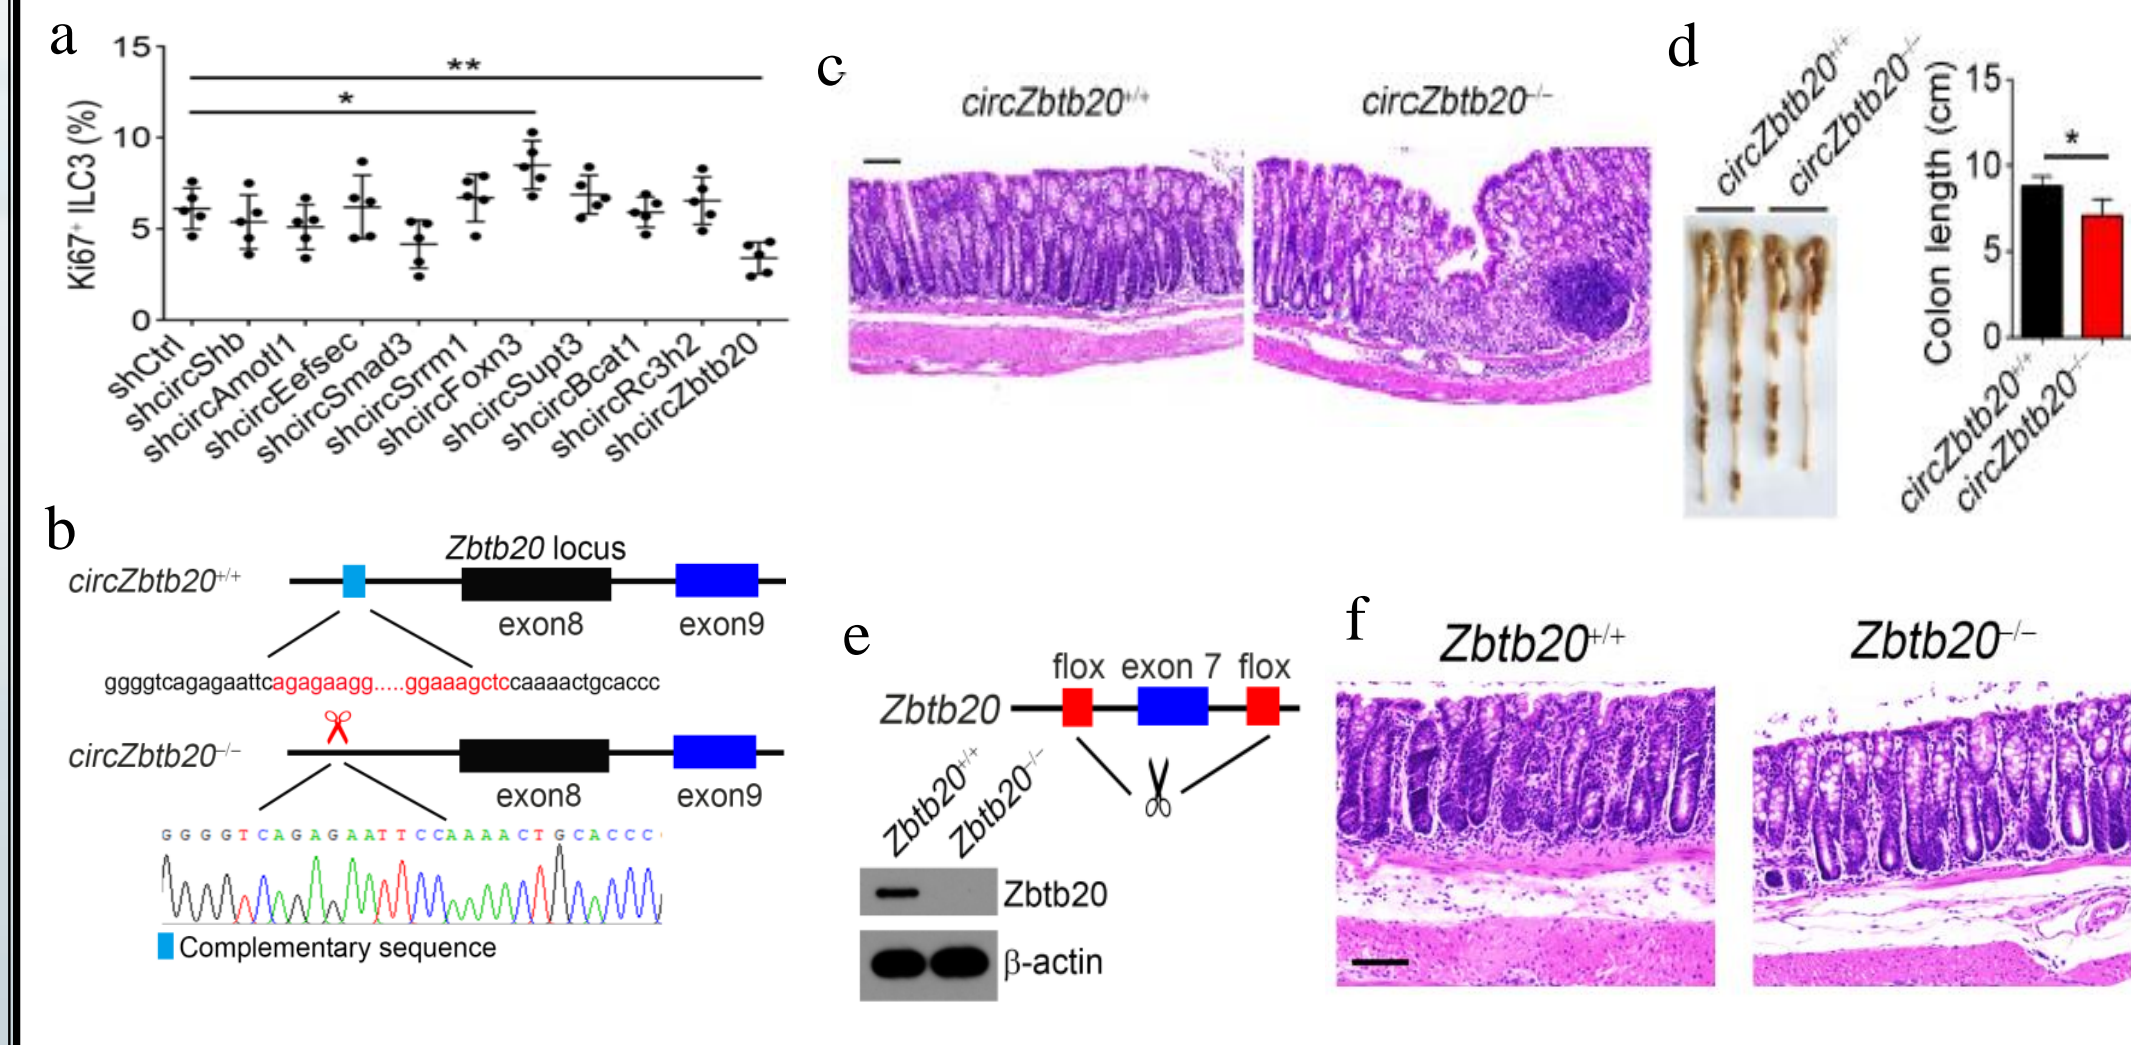 a
15
10
5
0
Ki67+ ILC3 (%)
**
*
shCtrl
shcircShb
shcircAmotl1
shcircEefsec
shcircSmad3
shcircSrrm1
shcircFoxn3
shcircSupt3
shcircBcat1
shcircRc3h2
shcircZbtb20
b
Zbtb20 locus
circZbtb20+/+
exon8
exon9
ggggtcagagaattcagagaagg.....ggaaagctccaaaactgcaccc
circZbtb20−/−
exon8
exon9
GGGGTCAGAGAATTCCAAAACTGCACCC
Complementary sequence
c
circZbtb20+/+
circZbtb20−/−
d
circZbtb20+/+
circZbtb20−/−
Colon length (cm)
15
10
5
0
*
circZbtb20+/+
circZbtb20−/−
e
flox exon 7 flox
Zbtb20
Zbtb20+/+
Zbtb20−/−
Zbtb20
β-actin
f
Zbtb20+/+
Zbtb20−/−